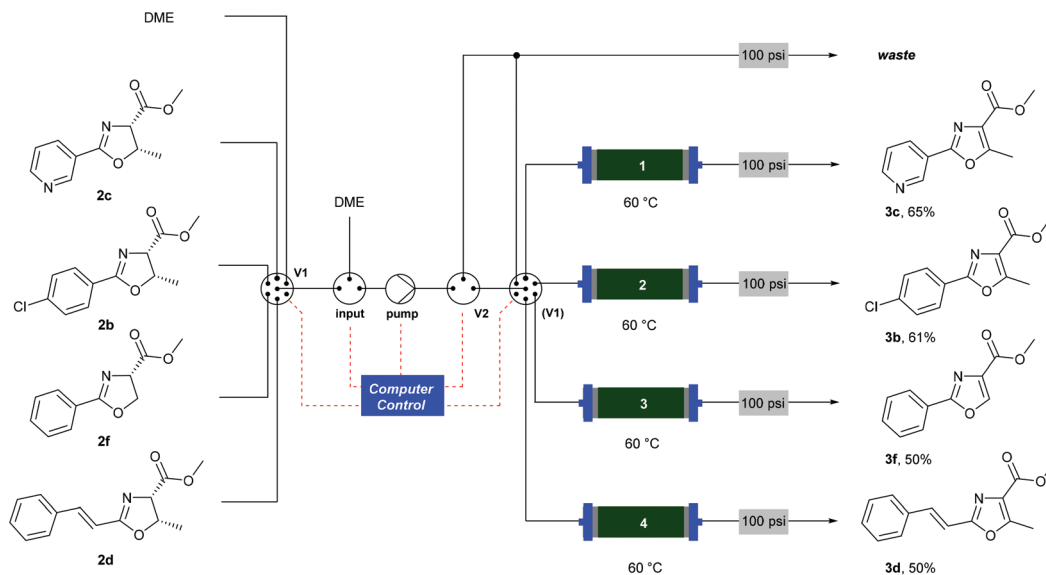 DME
100 psi
waste
N
O
O
O
N
2c
1
60 °C
100 psi
N
O
O
O
N
3c, 65%
DME
N
O
O
O
Cl
2b
V1
input
pump
V2
(V1)
2
60 °C
100 psi
N
O
O
O
Cl
3b, 61%
Computer
Control
N
O
O
O
2f
3
60 °C
100 psi
N
O
O
O
3f, 50%
N
O
O
O
2d
4
60 °C
100 psi
N
O
O
O
3d, 50%